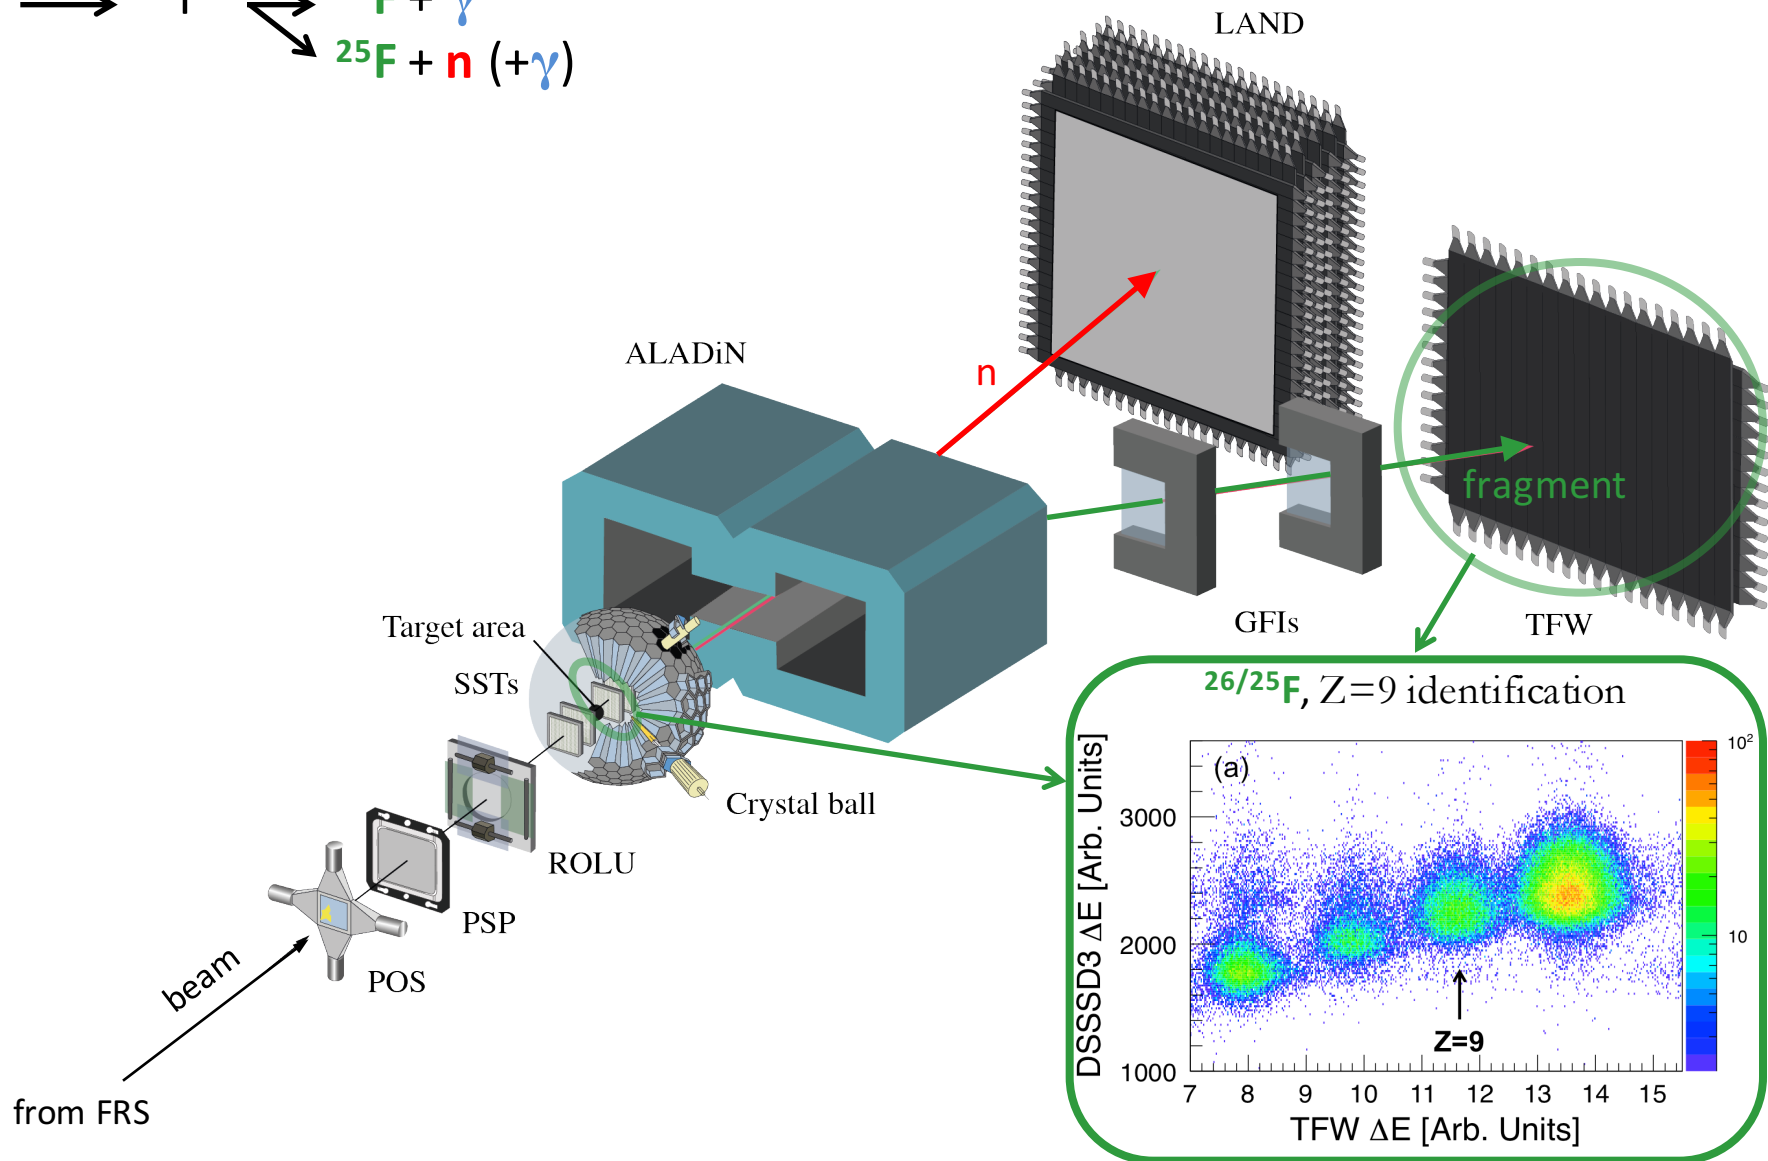 F + γ
²⁵F + n (+γ)
LAND
ALADiN
n
fragment
Target area
SSTs
GFIs
TFW
Crystal ball
ROLU
PSP
POS
beam
from FRS
²⁶/²⁵F, Z=9 identification
(a)
DSSSD3 ΔE [Arb. Units]
3000
2000
1000
Z=9
7 8 9 10 11 12 13 14 15
TFW ΔE [Arb. Units]
10²
10